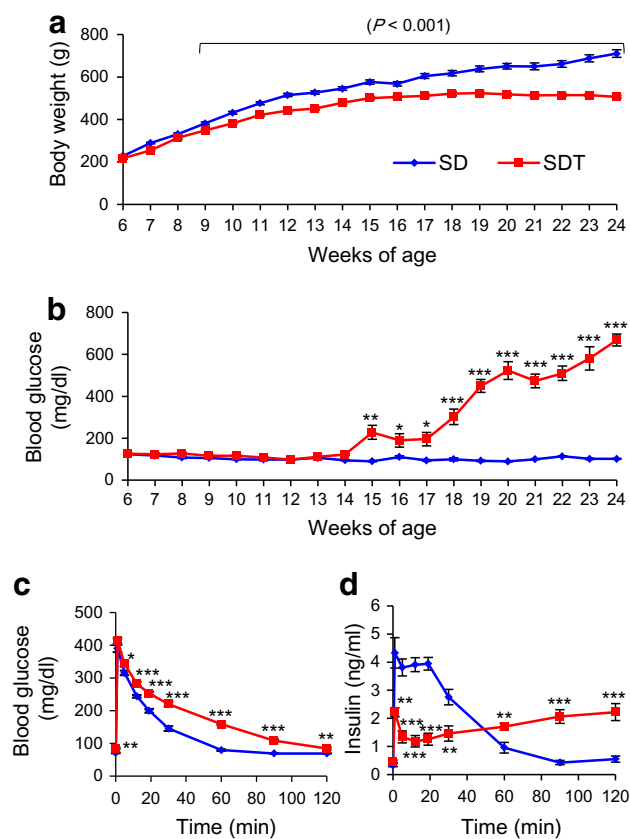 a
(P < 0.001)
Body weight (g)
800
600
400
200
0
SD
SDT
6 7 8 9 10 11 12 13 14 15 16 17 18 19 20 21 22 23 24
Weeks of age
b
Blood glucose
(mg/dl)
800
600
400
200
0
** * * *** *** *** *** *** *** ***
6 7 8 9 10 11 12 13 14 15 16 17 18 19 20 21 22 23 24
Weeks of age
c
Blood glucose
(mg/dl)
500
400
300
200
100
0
** * *** *** *** *** *** **
0 20 40 60 80 100 120
Time (min)
d
Insulin (ng/ml)
6
5
4
3
2
1
0
** *** *** *** ** ** *** ***
0 20 40 60 80 100 120
Time (min)